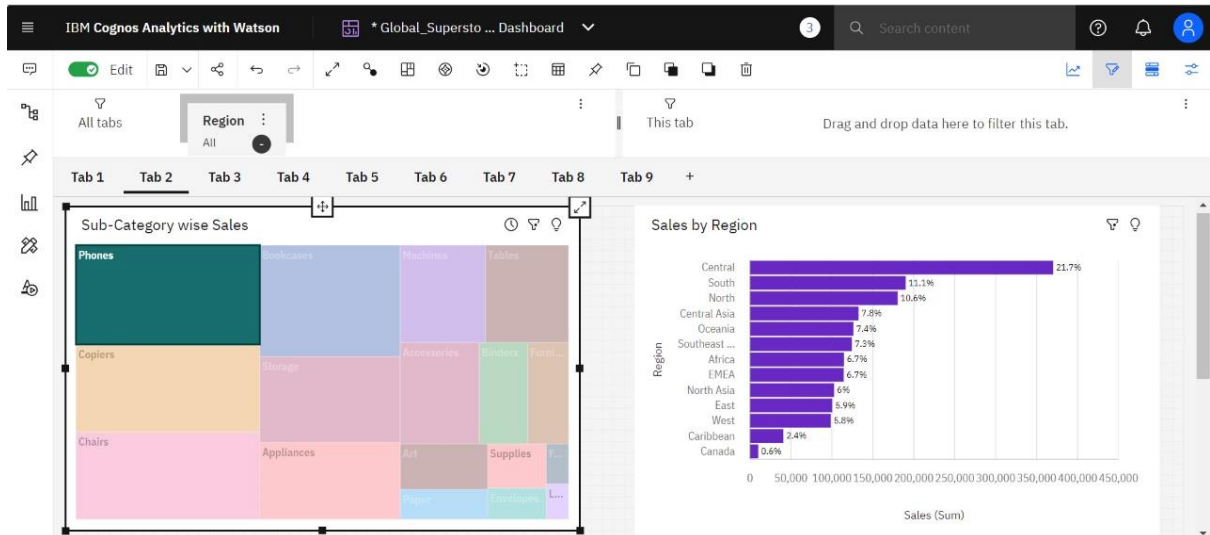 IBM Cognos Analytics with Watson
* Global_Supersto ... Dashboard
3
Search content
Edit
All tabs
Region
All
This tab
Drag and drop data here to filter this tab.
Tab 1 Tab 2 Tab 3 Tab 4 Tab 5 Tab 6 Tab 7 Tab 8 Tab 9 +
Sub-Category wise Sales
Phones
Bookcases
Machines
Tables
Copiers
Storage
Accessories
Binders
Furni...
Chairs
Appliances
Art
Supplies
F...
Paper
Envelopes
L...
Sales by Region
Region
Central 21.7%
South 11.1%
North 10.6%
Central Asia 7.8%
Oceania 7.4%
Southeast ... 7.3%
Africa 6.7%
EMEA 6.7%
North Asia 6%
East 5.9%
West 5.8%
Caribbean 2.4%
Canada 0.6%
0 50,000 100,000 150,000 200,000 250,000 300,000 350,000 400,000 450,000
Sales (Sum)